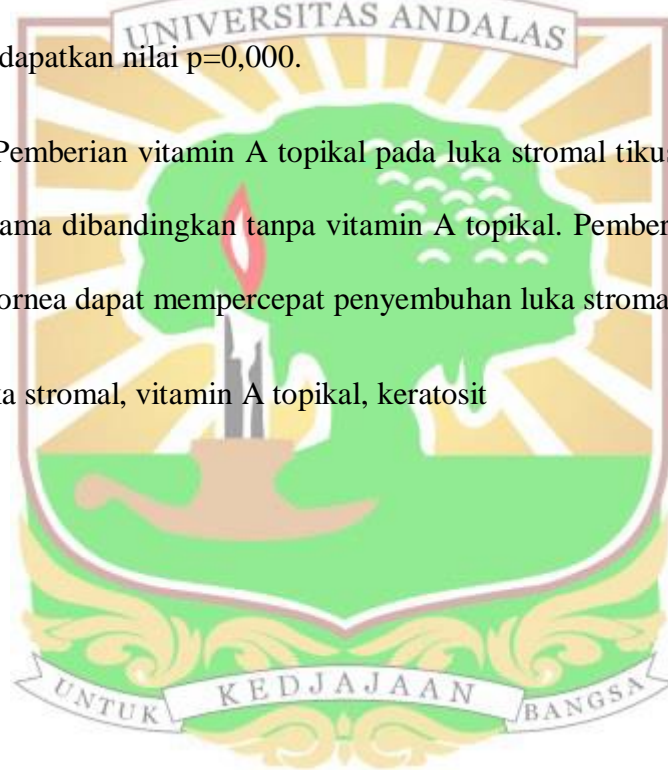 UNIVERSITAS ANDALAS
dapatkan nilai p=0,000.
Pemberian vitamin A topikal pada luka stromal tikus
ama dibandingkan tanpa vitamin A topikal. Pember
ornea dapat mempercepat penyembuhan luka stroma
a stromal, vitamin A topikal, keratosit
UNTUK KEDJAJAAN BANGSA